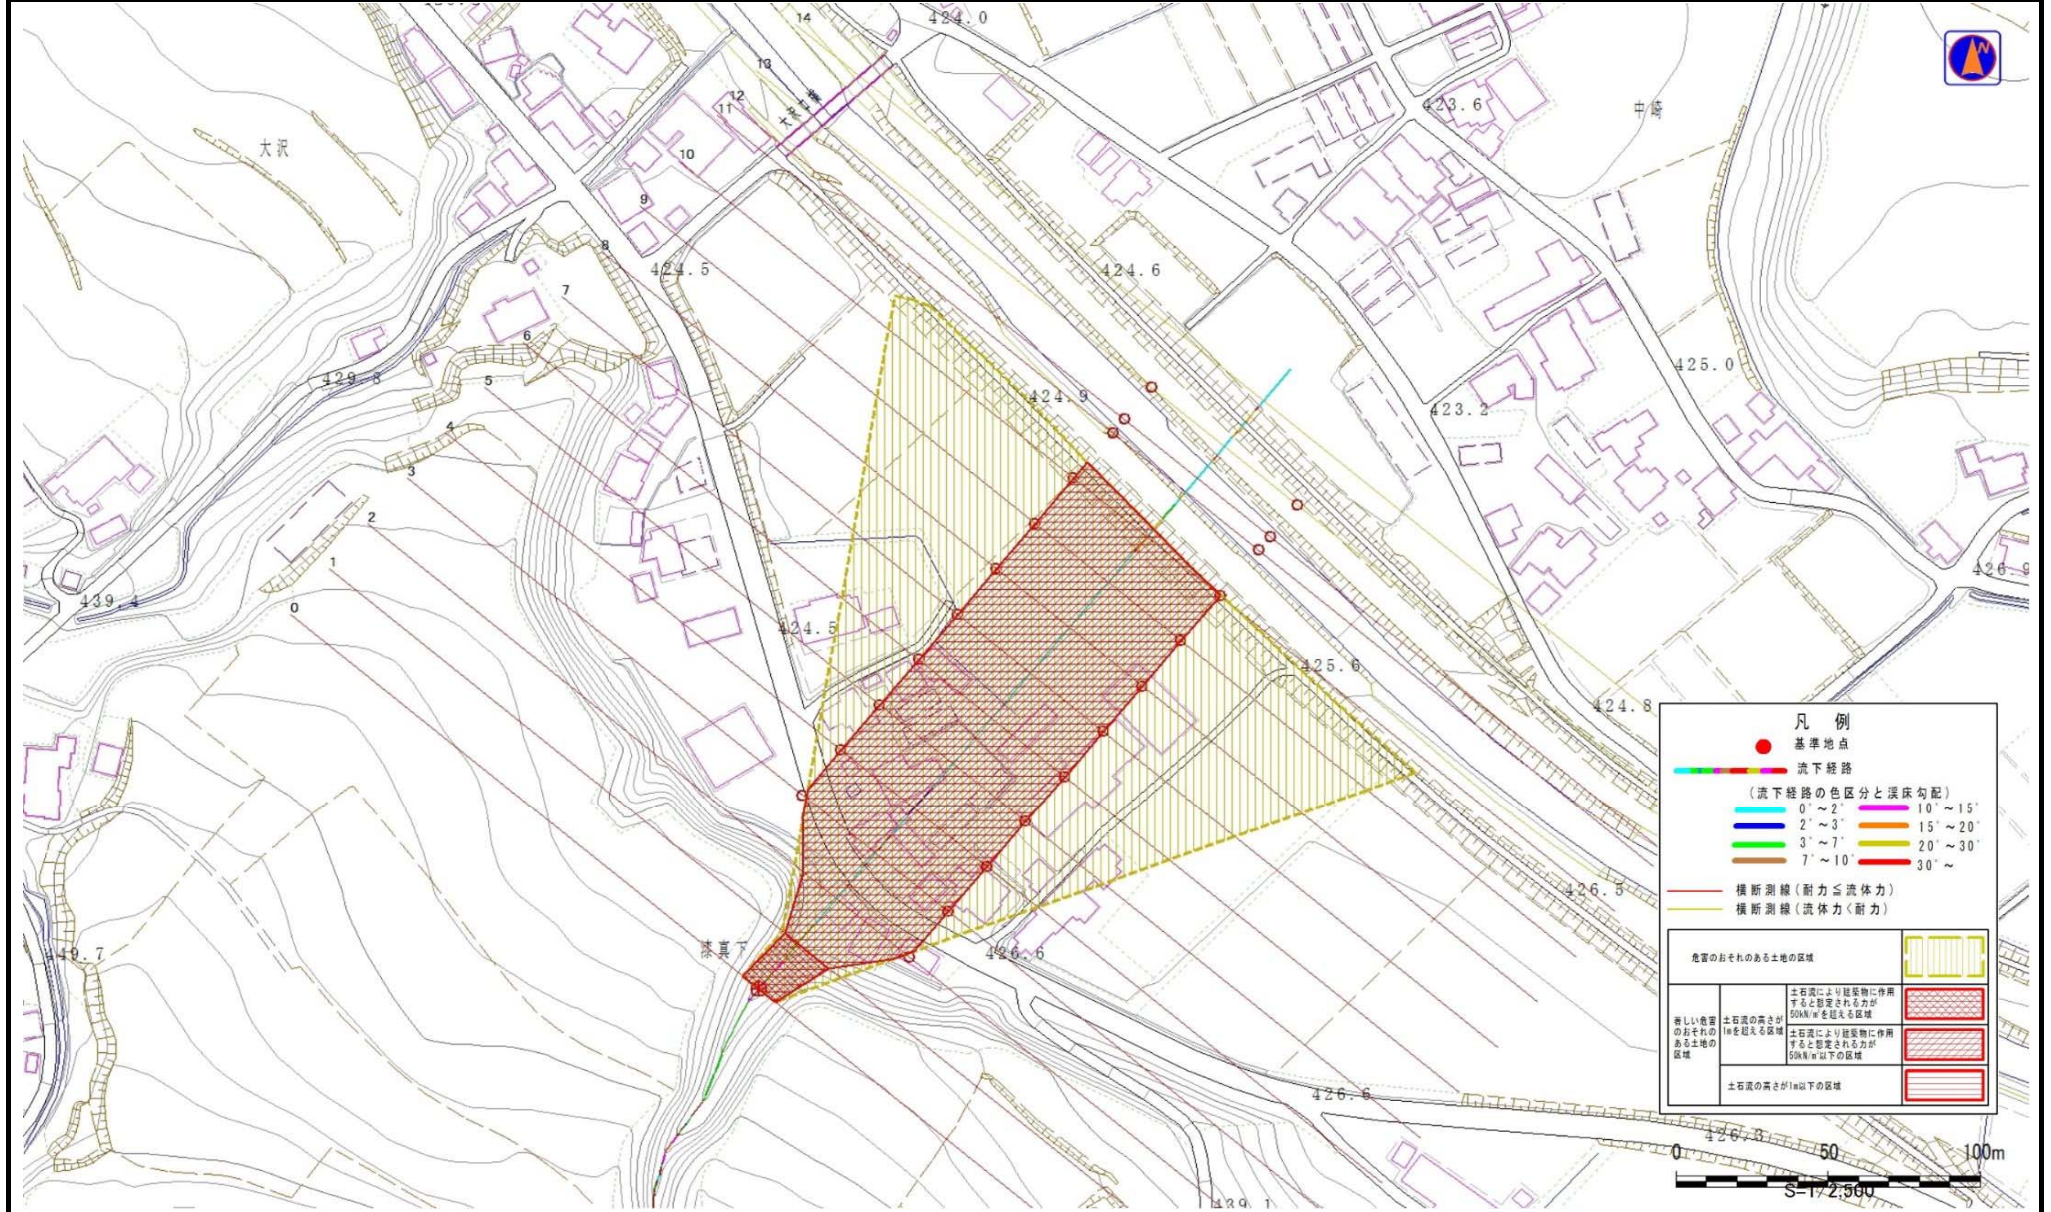 424.0
14
13
12
11
10
9
8
7
6
5
4
3
2
1
0
大沢
中崎
423.6
424.5
424.6
425.0
429.8
424.9
423.2
439.4
426.9
424.5
425.6
424.8
426.5
漆真下
449.7
426.6
426.6
426.3
439.1
N
凡 例
基準地点
流下経路
(流下経路の色区分と渓床勾配)
0°~2° 10°~15°
2°~3° 15°~20°
3°~7° 20°~30°
7°~10° 30°~
横断測線(耐力≦流体力)
横断測線(流体力<耐力)
危害のおそれのある土地の区域
著しい危害
のおそれの
ある土地の
区域
土石流の高さが
1mを超える区域
土石流により建築物に作用
すると想定される力が
50kN/㎡を超える区域
土石流により建築物に作用
すると想定される力が
50kN/㎡以下の区域
土石流の高さが1m以下の区域
0 50 100m
S=1/2,500